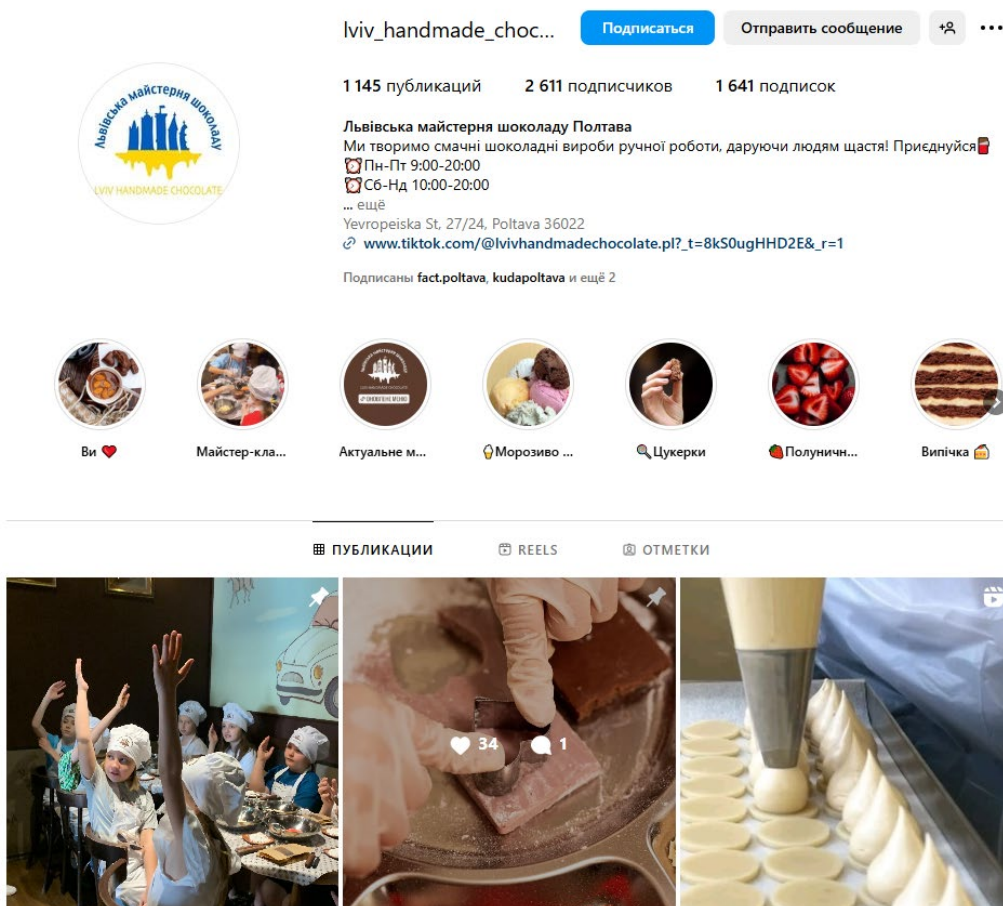 lviv_handmade_choc...
Подписаться
Отправить сообщение
1 145 публикаций 2 611 подписчиков 1 641 подписок
Львівська майстерня шоколаду Полтава
Ми творимо смачні шоколадні вироби ручної роботи, даруючи людям щастя! Приєднуйся
Пн-Пт 9:00-20:00
Сб-Нд 10:00-20:00
... ещё
Yevropeiska St, 27/24, Poltava 36022
www.tiktok.com/@lvivhandmadechocolate.pl?_t=8kS0ugHHD2E&_r=1
Подписаны fact.poltava, kudapoltava и ещё 2
Львівська майстерня шоколаду
LVIV HANDMADE CHOCOLATE
Ви
Майстер-кла...
Актуальне м...
Морозиво ...
Цукерки
Полуничн...
Випічка
ПУБЛИКАЦИИ
REELS
ОТМЕТКИ
34 1